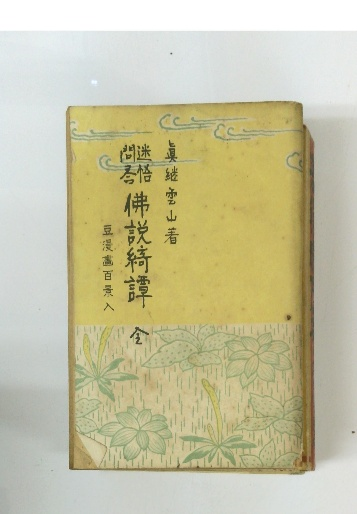 眞継雲山著
迷悟
問答
佛説綺譚 全
豆漫畫百景入